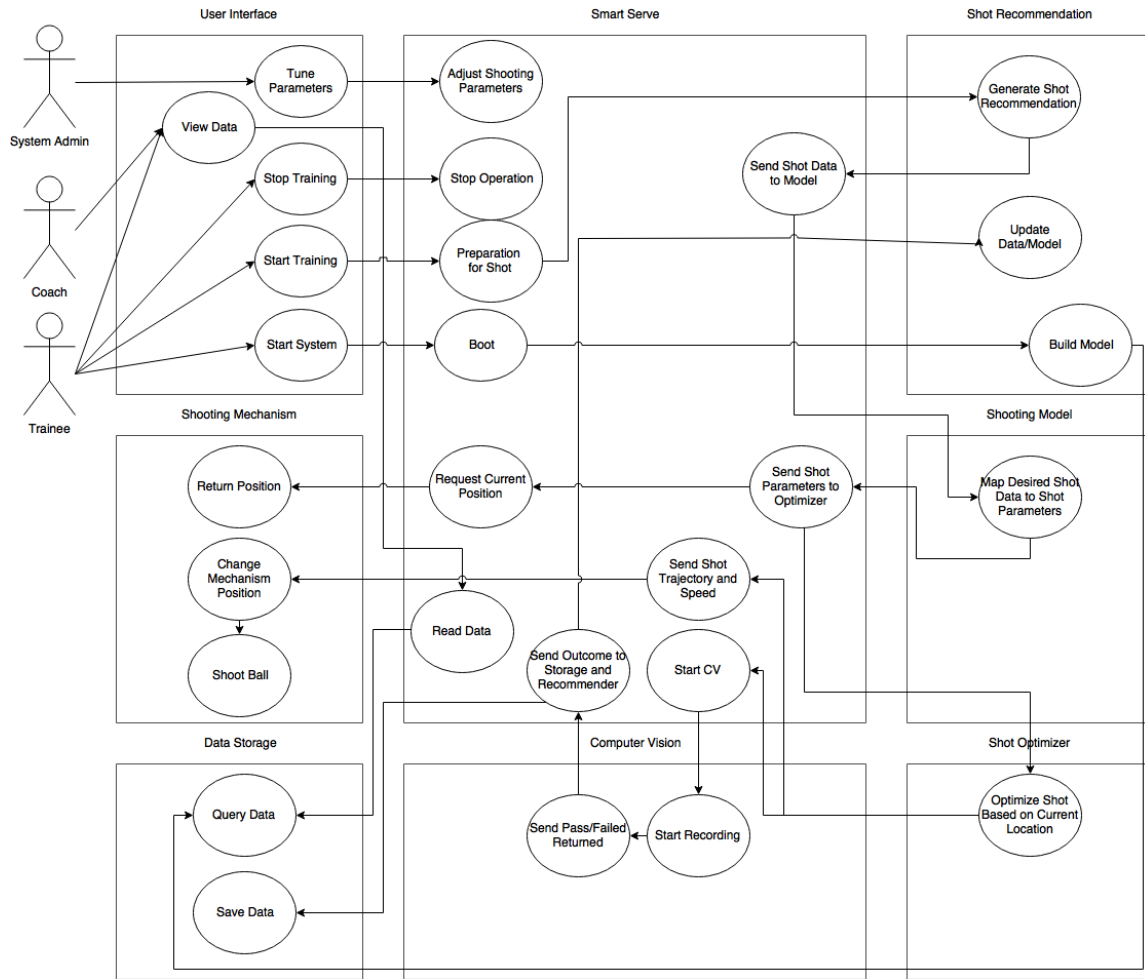 User Interface
Smart Serve
Shot Recommendation
System Admin
Coach
Trainee
Tune
Parameters
View Data
Stop Training
Start Training
Start System
Adjust Shooting
Parameters
Stop Operation
Preparation
for Shot
Boot
Send Shot Data
to Model
Generate Shot
Recommendation
Update
Data/Model
Build Model
Shooting Mechanism
Shooting Model
Return Position
Change
Mechanism
Position
Shoot Ball
Request Current
Position
Send Shot
Parameters to
Optimizer
Send Shot
Trajectory and
Speed
Read Data
Send Outcome to
Storage and
Recommender
Start CV
Map Desired Shot
Data to Shot
Parameters
Data Storage
Computer Vision
Shot Optimizer
Query Data
Save Data
Send Pass/Failed
Returned
Start Recording
Optimize Shot
Based on Current
Location